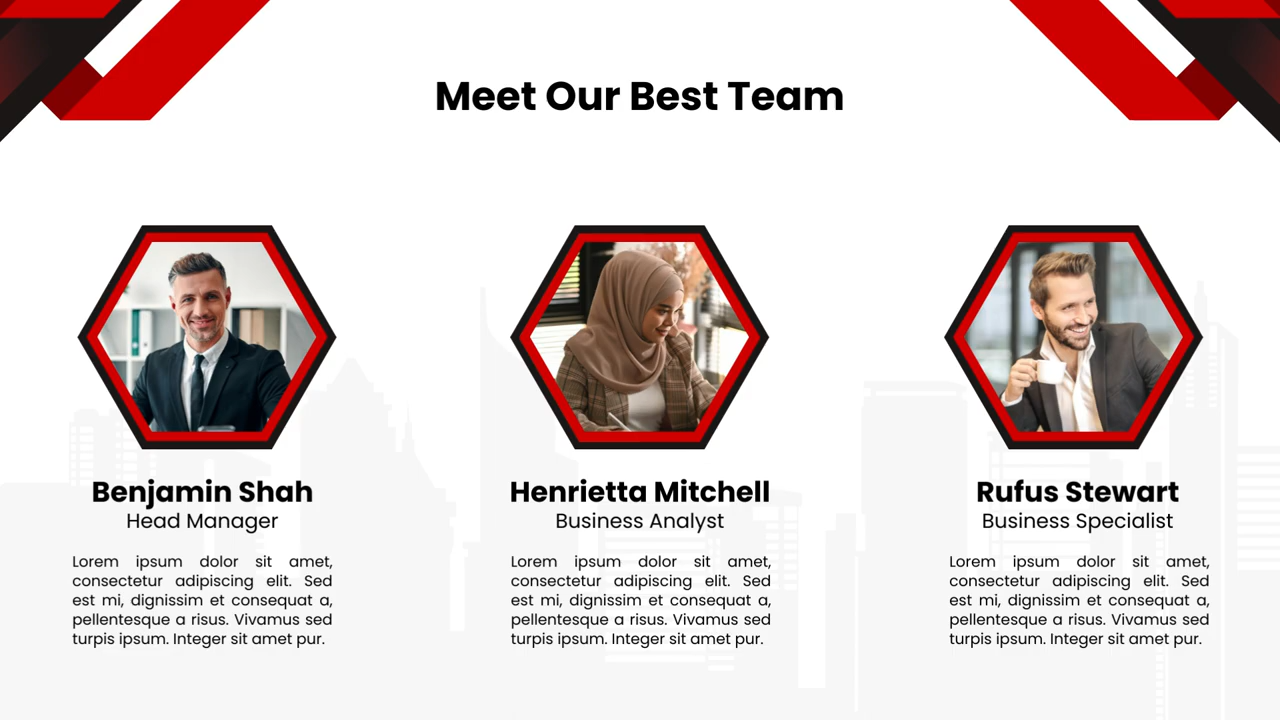 Meet Our Best Team
Benjamin Shah
Head Manager
Lorem ipsum dolor sit amet,
consectetur adipiscing elit. Sed
est mi, dignissim et consequat a,
pellentesque a risus. Vivamus sed
turpis ipsum. Integer sit amet pur.
Henrietta Mitchell
Business Analyst
Lorem ipsum dolor sit amet,
consectetur adipiscing elit. Sed
est mi, dignissim et consequat a,
pellentesque a risus. Vivamus sed
turpis ipsum. Integer sit amet pur.
Rufus Stewart
Business Specialist
Lorem ipsum dolor sit amet,
consectetur adipiscing elit. Sed
est mi, dignissim et consequat a,
pellentesque a risus. Vivamus sed
turpis ipsum. Integer sit amet pur.